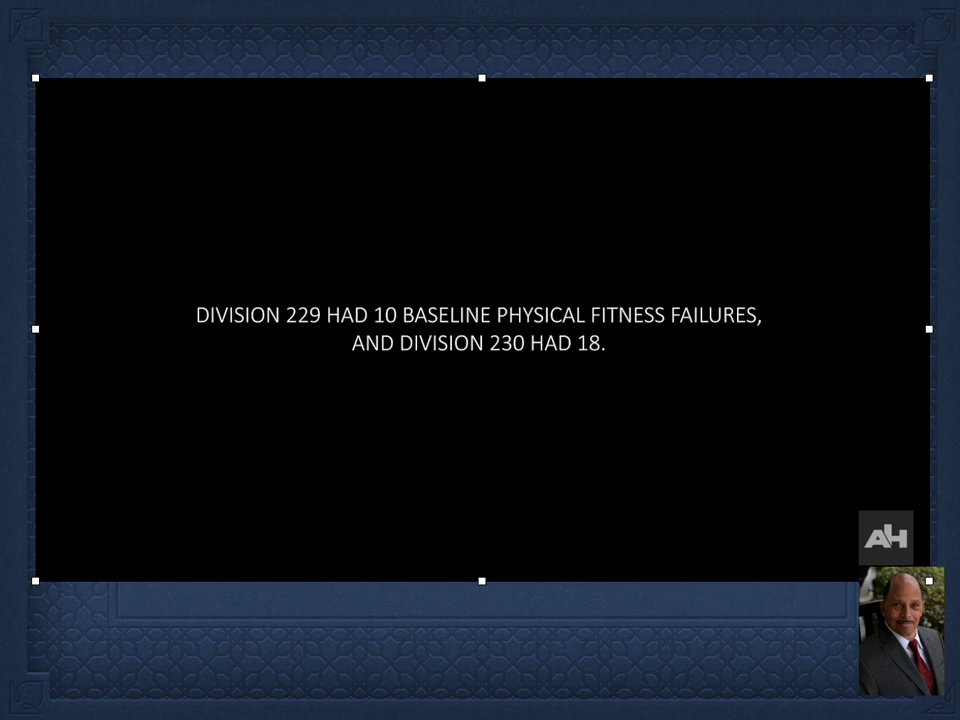 DIVISION 229 HAD 10 BASELINE PHYSICAL FITNESS FAILURES,
AND DIVISION 230 HAD 18.
AH